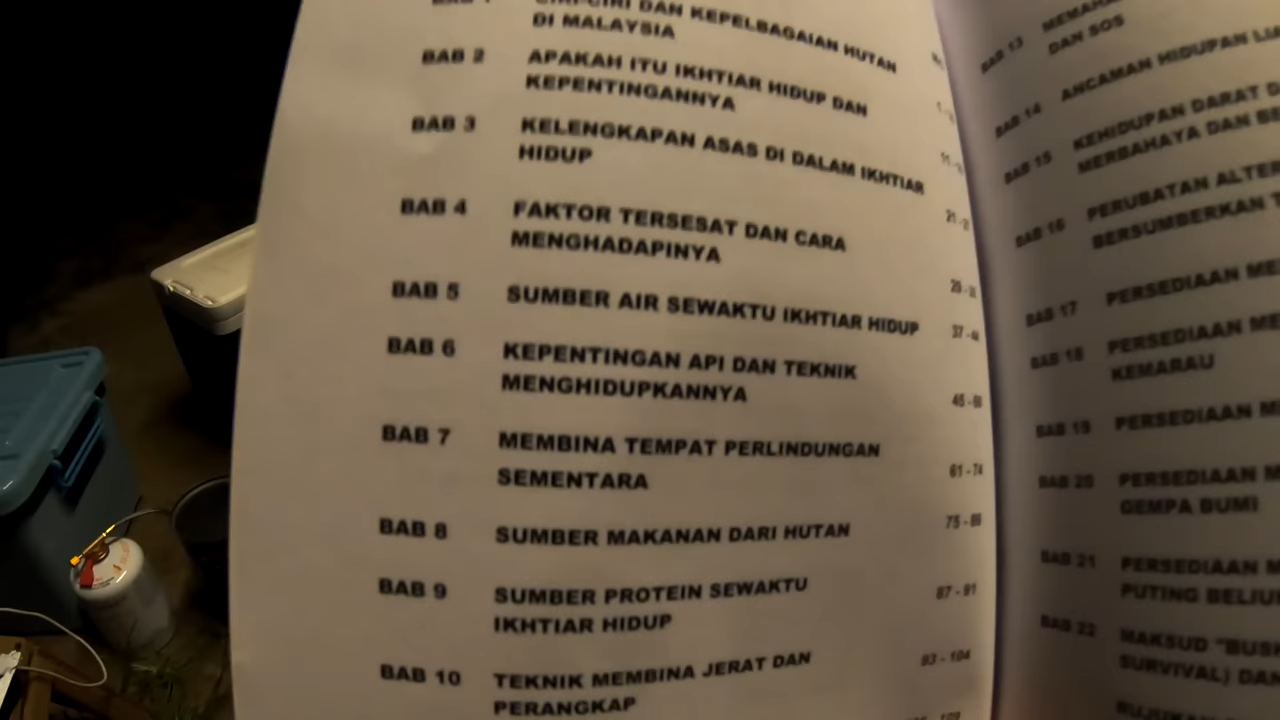 CIRI-CIRI DAN KEPELBAGAIAN HUTAN
DI MALAYSIA
BAB 2 APAKAH ITU IKHTIAR HIDUP DAN
KEPENTINGANNYA
BAB 3 KELENGKAPAN ASAS DI DALAM IKHTIAR
HIDUP
BAB 4 FAKTOR TERSESAT DAN CARA
MENGHADAPINYA
BAB 5 SUMBER AIR SEWAKTU IKHTIAR HIDUP
BAB 6 KEPENTINGAN API DAN TEKNIK
MENGHIDUPKANNYA
BAB 7 MEMBINA TEMPAT PERLINDUNGAN
SEMENTARA 61 - 74
BAB 8 SUMBER MAKANAN DARI HUTAN
BAB 9 SUMBER PROTEIN SEWAKTU 87 - 91
IKHTIAR HIDUP
BAB 10 TEKNIK MEMBINA JERAT DAN 93 - 104
PERANGKAP
BAB 13
DAN SOS
BAB 14 ANCAMAN HIDUPAN
BAB 15 KEHIDUPAN DARAT
MERBAHAYA DAN
BAB 16 PERUBATAN
BERSUMBERKAN
BAB 17 PERSEDIAAN
BAB 18 PERSEDIAAN
KEMARAU
BAB 19 PERSEDIAAN
BAB 20 PERSEDIAAN
GEMPA BUMI
BAB 21 PERSEDIAAN
PUTING
BAB 22 MAKSUD
SURVIVAL)